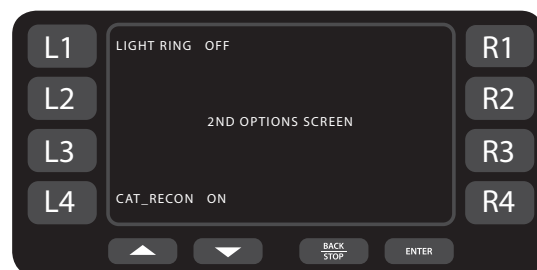 L1 LIGHT RING OFF R1
L2 R2
2ND OPTIONS SCREEN
L3 R3
L4 CAT_RECON ON R4
BACK
STOP
ENTER